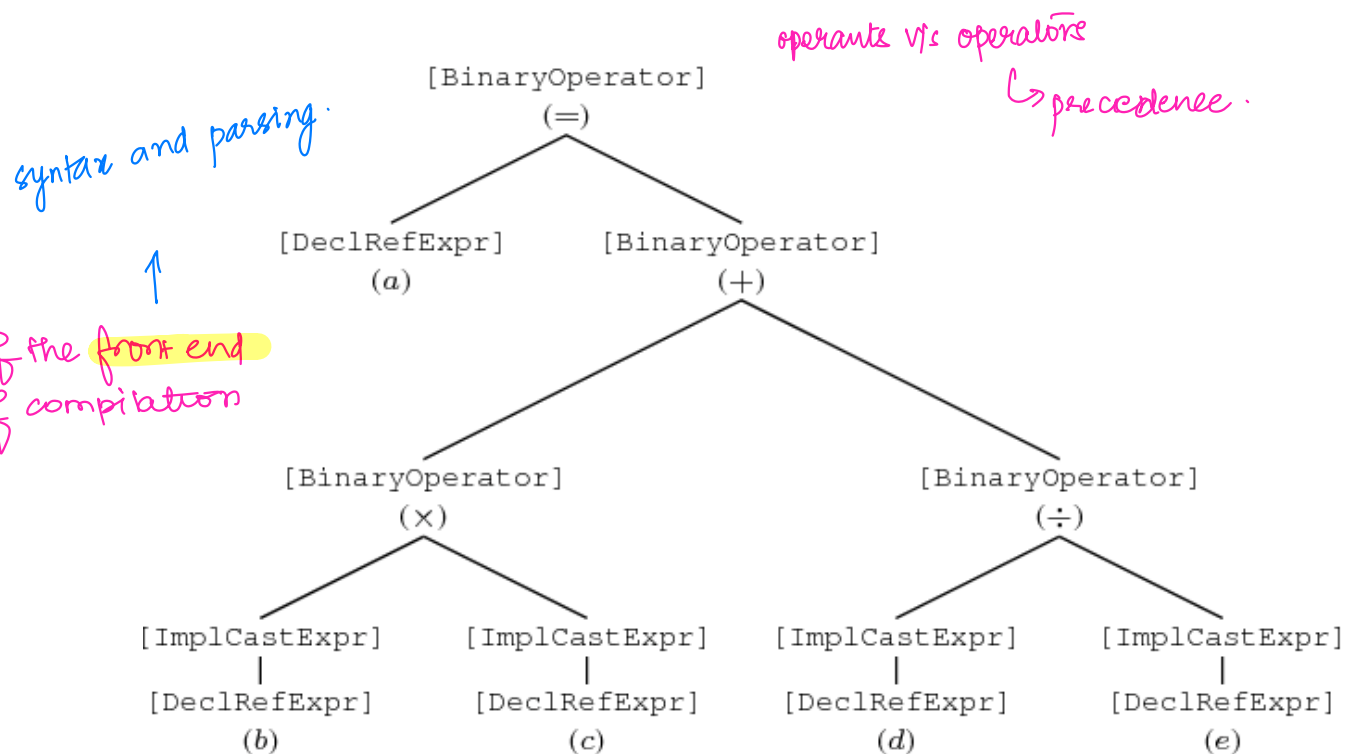 operants v/s operators
[BinaryOperator]
(=)
↳ precedence.
syntax and parsing.
[DeclRefExpr] [BinaryOperator]
(a) (+)
↑
the front end
compilation
[BinaryOperator] [BinaryOperator]
(×) (÷)
[ImplCastExpr] [ImplCastExpr] [ImplCastExpr] [ImplCastExpr]
[DeclRefExpr] [DeclRefExpr] [DeclRefExpr] [DeclRefExpr]
(b) (c) (d) (e)